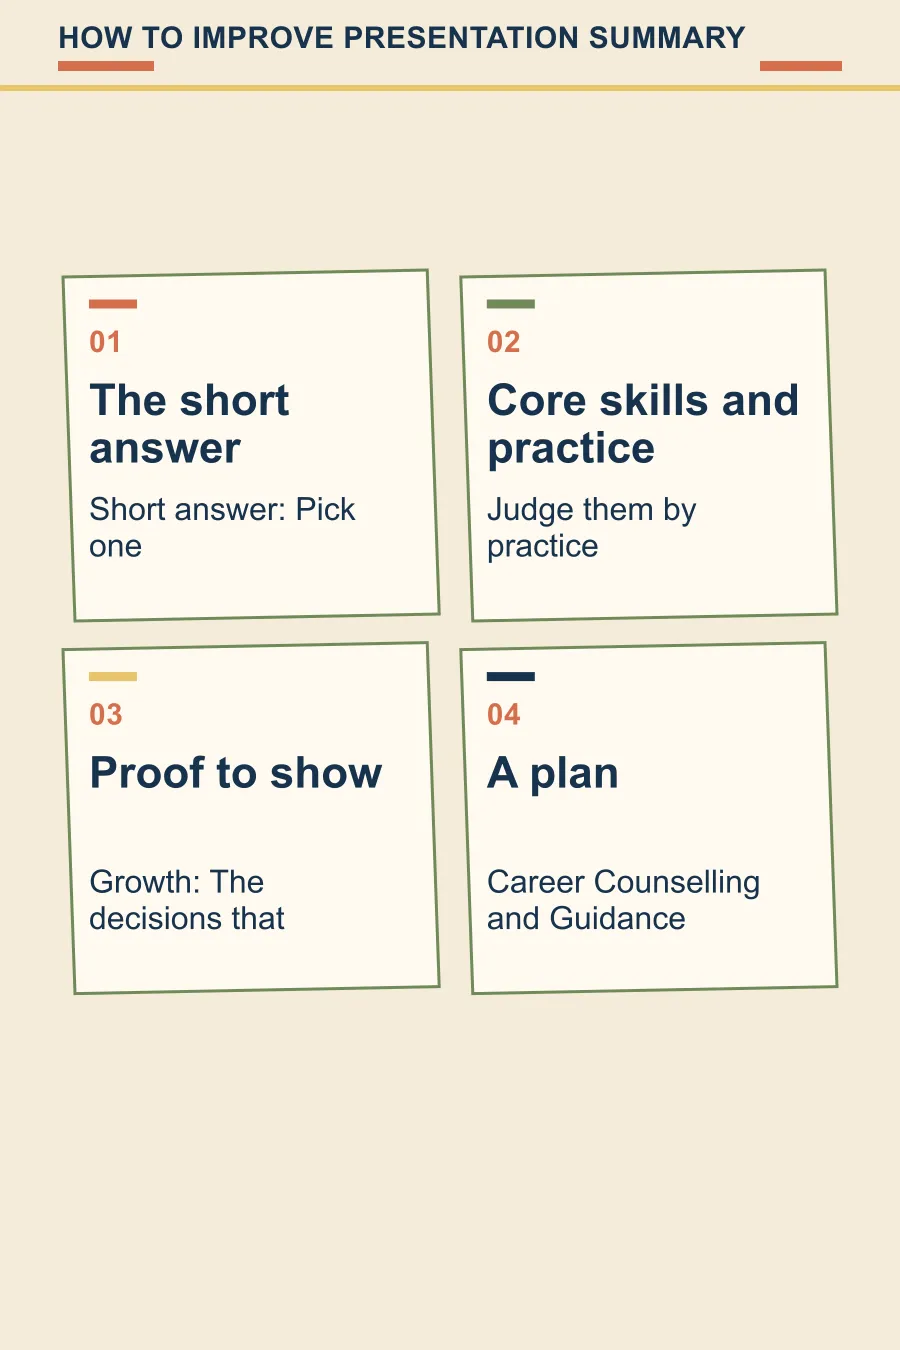 HOW TO IMPROVE PRESENTATION SUMMARY
01
The short
answer
Short answer: Pick
one
02
Core skills and
practice
Judge them by
practice
03
Proof to show
Growth: The
decisions that
04
A plan
Career Counselling
and Guidance